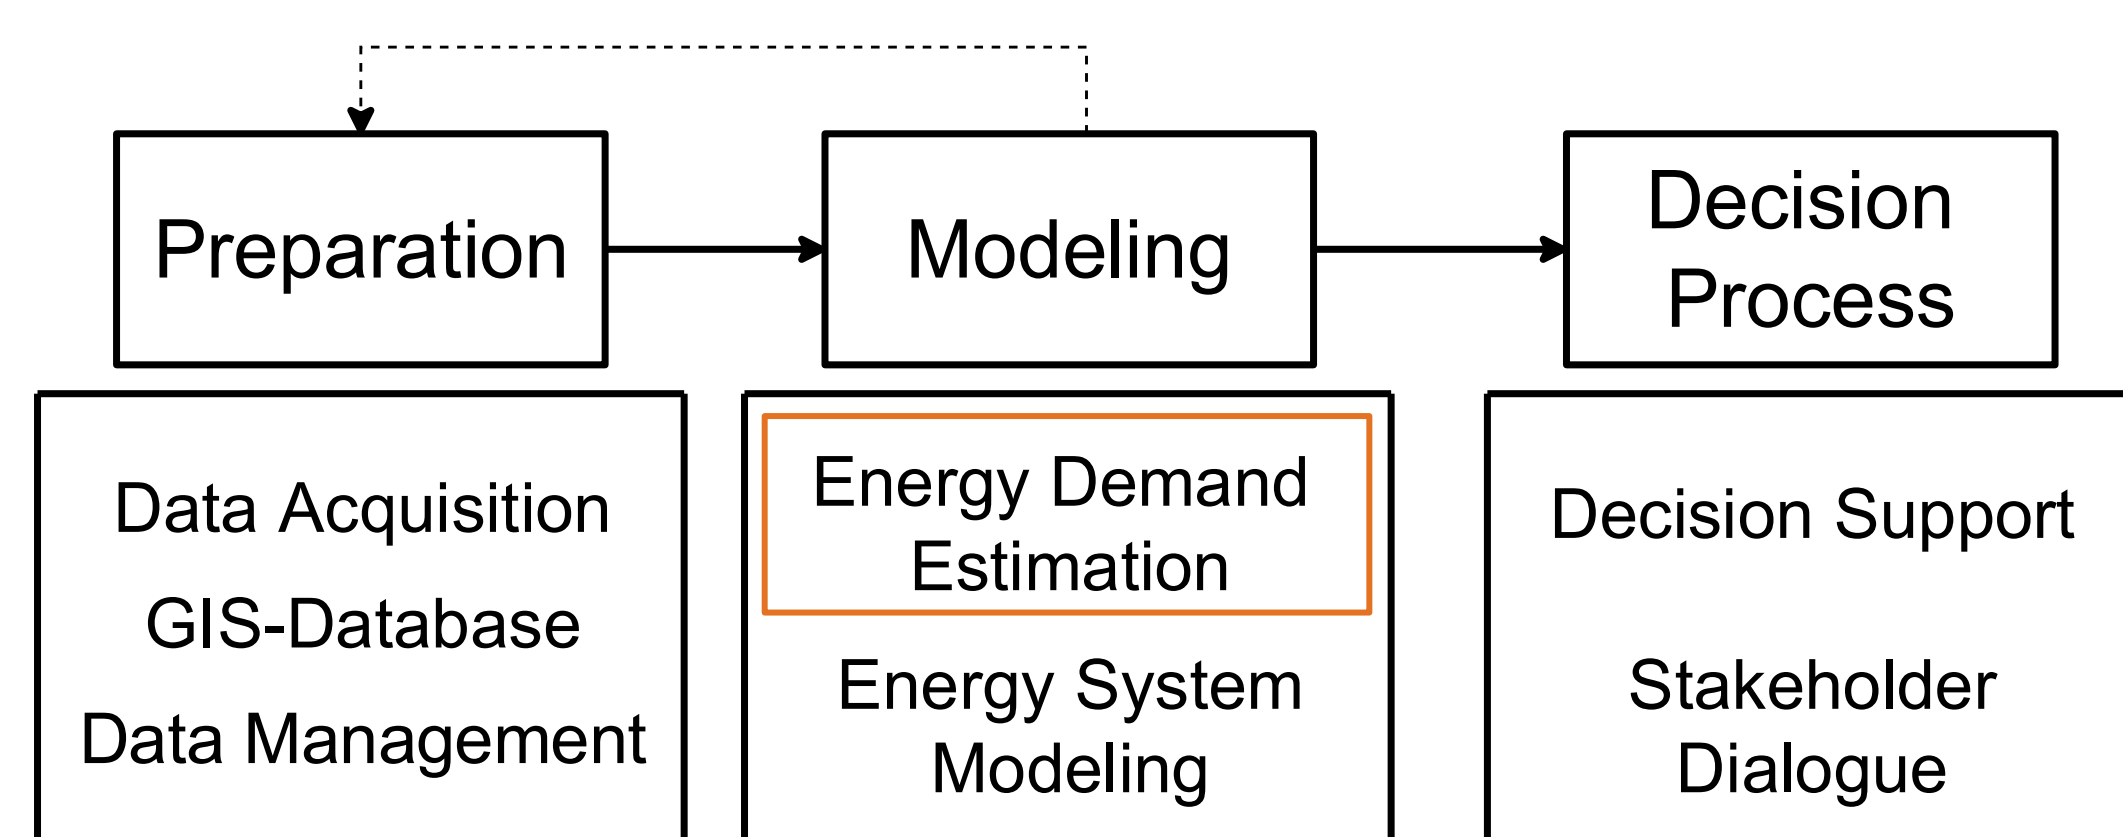 Preparation
Modeling
Decision
Process
Data Acquisition
GIS-Database
Data Management
Energy Demand
Estimation
Energy System
Modeling
Decision Support
Stakeholder
Dialogue